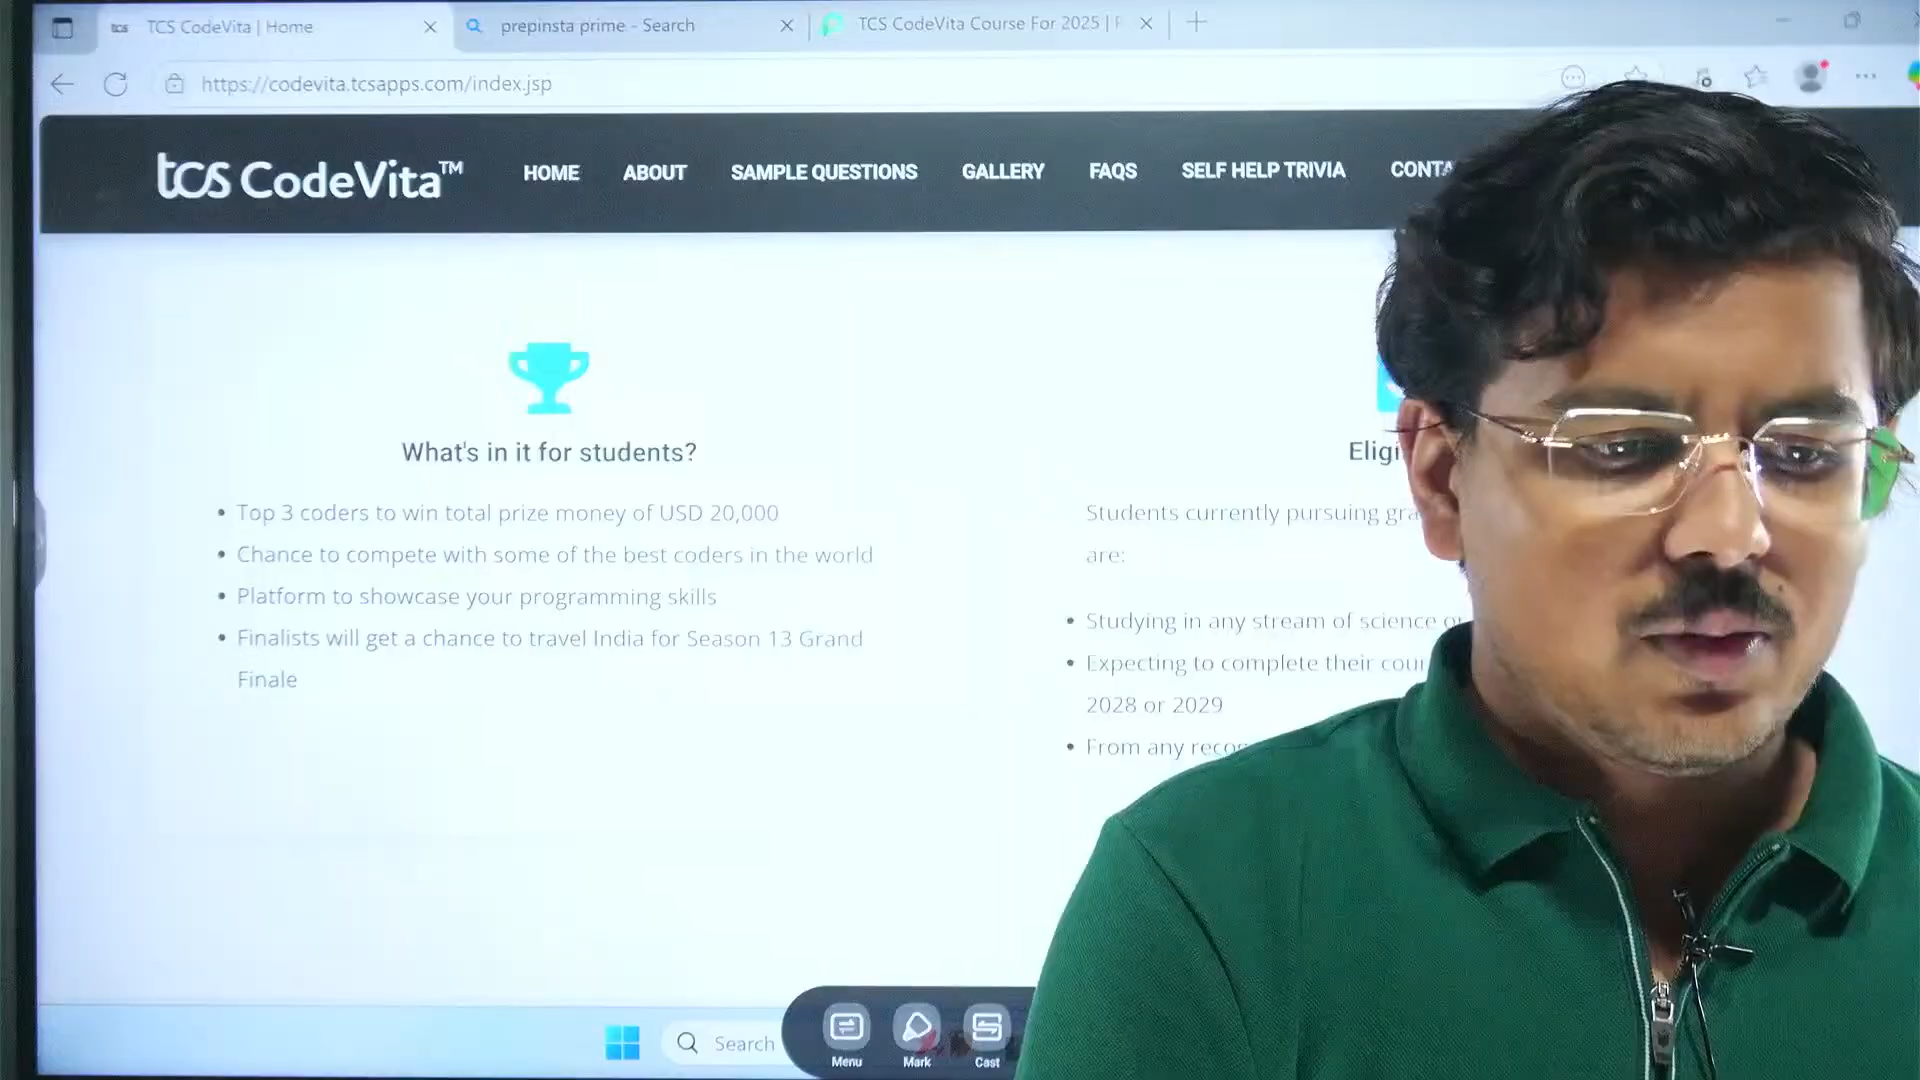 TCS CodeVita | Home
prepinsta prime - Search
TCS CodeVita Course For 2025 |
https://codevita.tcsapps.com/index.jsp
tcs CodeVita™
HOME
ABOUT
SAMPLE QUESTIONS
GALLERY
FAQS
SELF HELP TRIVIA
What's in it for students?
• Top 3 coders to win total prize money of USD 20,000
• Chance to compete with some of the best coders in the world
• Platform to showcase your programming skills
• Finalists will get a chance to travel India for Season 13 Grand
Finale
Students currently pursuing
are:
• Studying in any stream of science
• Expecting to complete their
2028 or 2029
• From any
Search
Menu
Mark
Cast